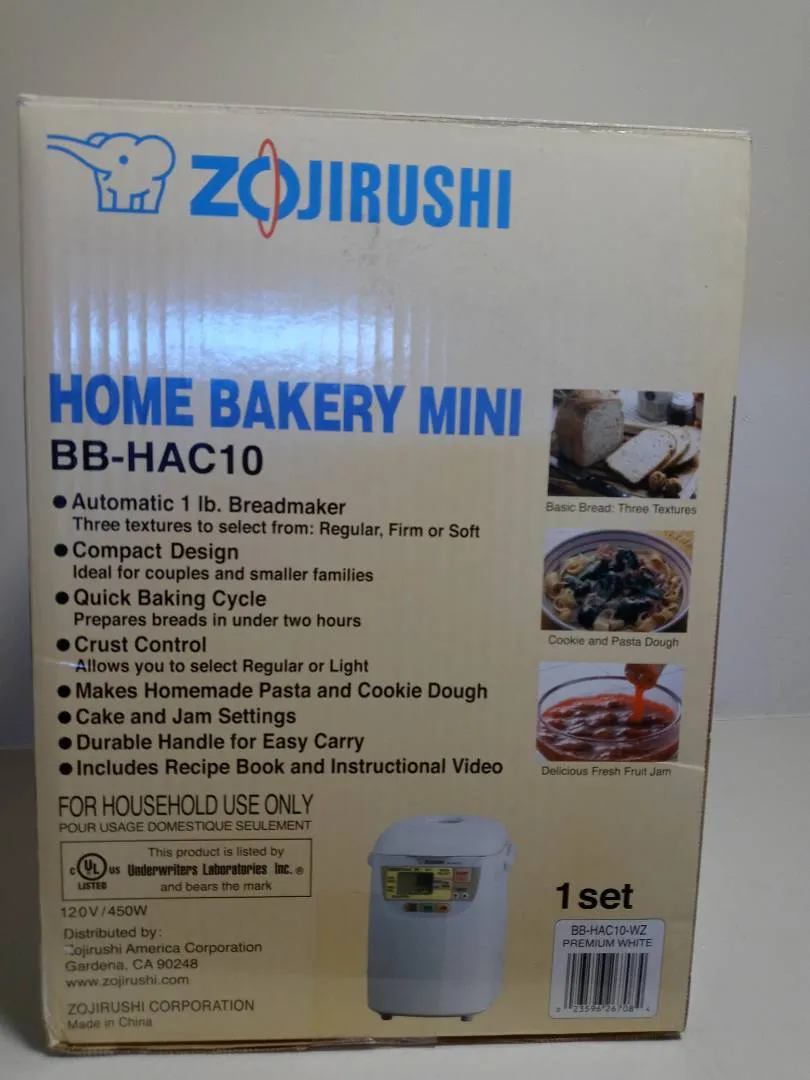 ZOJIRUSHI
HOME BAKERY MINI
BB-HAC10
● Automatic 1 lb. Breadmaker
Three textures to select from: Regular, Firm or Soft
● Compact Design
Ideal for couples and smaller families
● Quick Baking Cycle
Prepares breads in under two hours
● Crust Control
Allows you to select Regular or Light
● Makes Homemade Pasta and Cookie Dough
● Cake and Jam Settings
● Durable Handle for Easy Carry
● Includes Recipe Book and Instructional Video
Basic Bread: Three Textures
Cookie and Pasta Dough
Delicious Fresh Fruit Jam
FOR HOUSEHOLD USE ONLY
POUR USAGE DOMESTIQUE SEULEMENT
C UL US
LISTED
This product is listed by
Underwriters Laboratories Inc.®
and bears the mark
120V/450W
Distributed by:
Zojirushi America Corporation
Gardena, CA 90248
www.zojirushi.com
ZOJIRUSHI CORPORATION
Made in China
1 set
BB-HAC10-WZ
PREMIUM WHITE
0 23596 26708 4